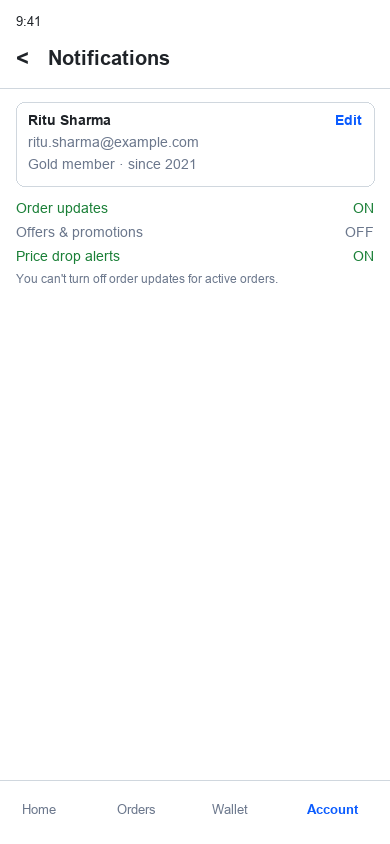 9:41
< Notifications
Ritu Sharma Edit
ritu.sharma@example.com
Gold member · since 2021
Order updates ON
Offers & promotions OFF
Price drop alerts ON
You can't turn off order updates for active orders.
Home Orders Wallet Account